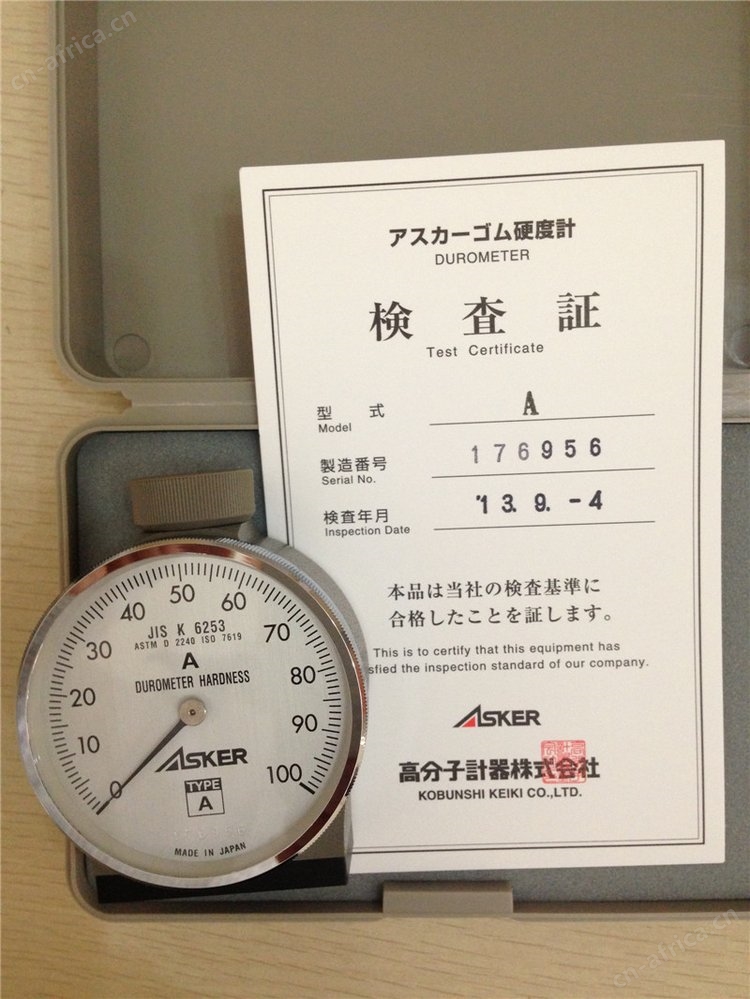 cn-africa.cn
アスカーゴム硬度計
DUROMETER
検査証
Test Certificate
型式 A
Model
製造番号 176956
Serial No.
検査年月 '13.9.-4
Inspection Date
本品は当社の検査基準に
合格したことを証します。
This is to certify that this equipment has
sfied the inspection standard of our company.
ASKER
高分子計器株式会社
KOBUNSHI KEIKI CO.,LTD.
0 10 20 30 40 50 60 70 80 90 100
JIS K 6253
ASTM D 2240 ISO 7619
A
DUROMETER HARDNESS
ASKER
TYPE
A
MADE IN JAPAN
cn-africa.cn